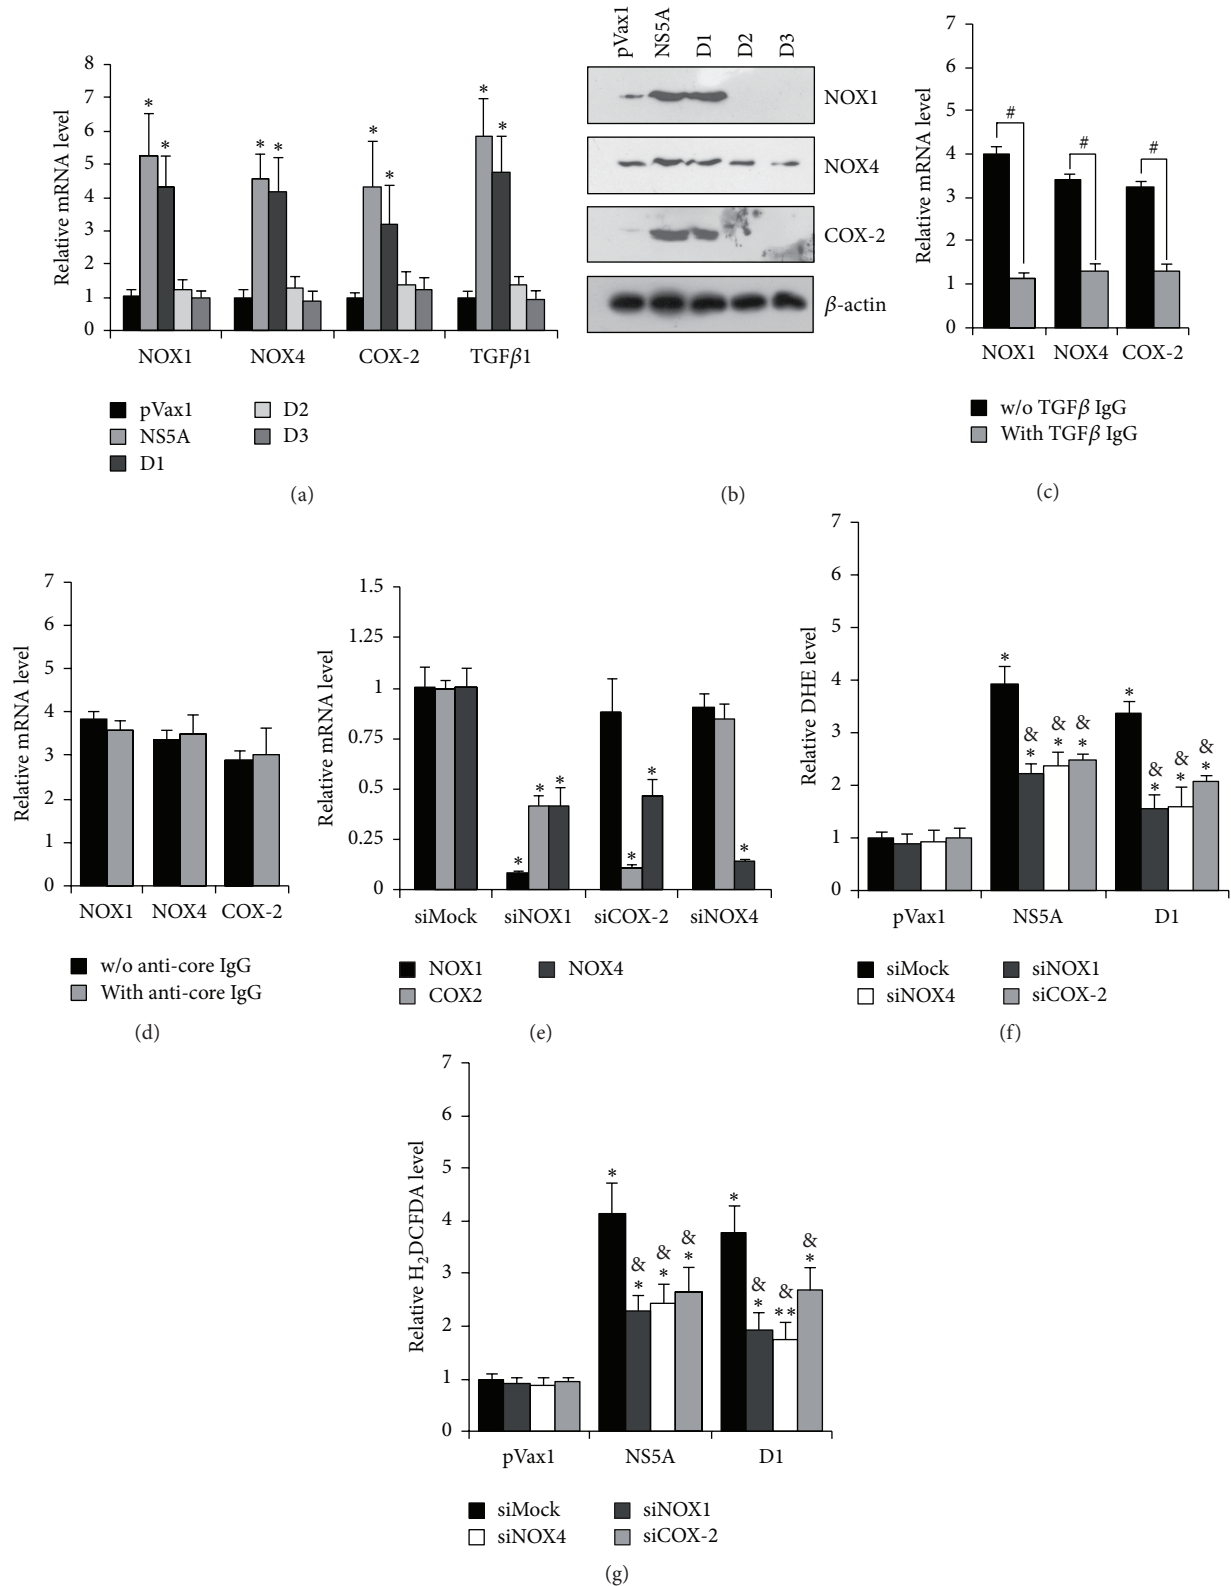 Relative mRNA level
8
7
6
5
4
3
2
1
0
* * * * * * * *
NOX1 NOX4 COX-2 TGFβ1
pVax1 D2
NS5A D3
D1
(a)
pVax1 NS5A D1 D2 D3
NOX1
NOX4
COX-2
β-actin
(b)
Relative mRNA level
7
6
5
4
3
2
1
0
# # #
NOX1 NOX4 COX-2
w/o TGFβ IgG
With TGFβ IgG
(c)
Relative mRNA level
7
6
5
4
3
2
1
0
NOX1 NOX4 COX-2
w/o anti-core IgG
With anti-core IgG
(d)
Relative mRNA level
1.5
1.25
1
0.75
0.5
0.25
0
* * * * * *
siMock siNOX1 siCOX-2 siNOX4
NOX1 NOX4
COX2
(e)
Relative DHE level
7
6
5
4
3
2
1
0
* *
& & & & & &
* * * * * *
pVax1 NS5A D1
siMock siNOX1
siNOX4 siCOX-2
(f)
Relative H2DCFDA level
7
6
5
4
3
2
1
0
* *
& & & & & &
* * * * ** *
pVax1 NS5A D1
siMock siNOX1
siNOX4 siCOX-2
(g)